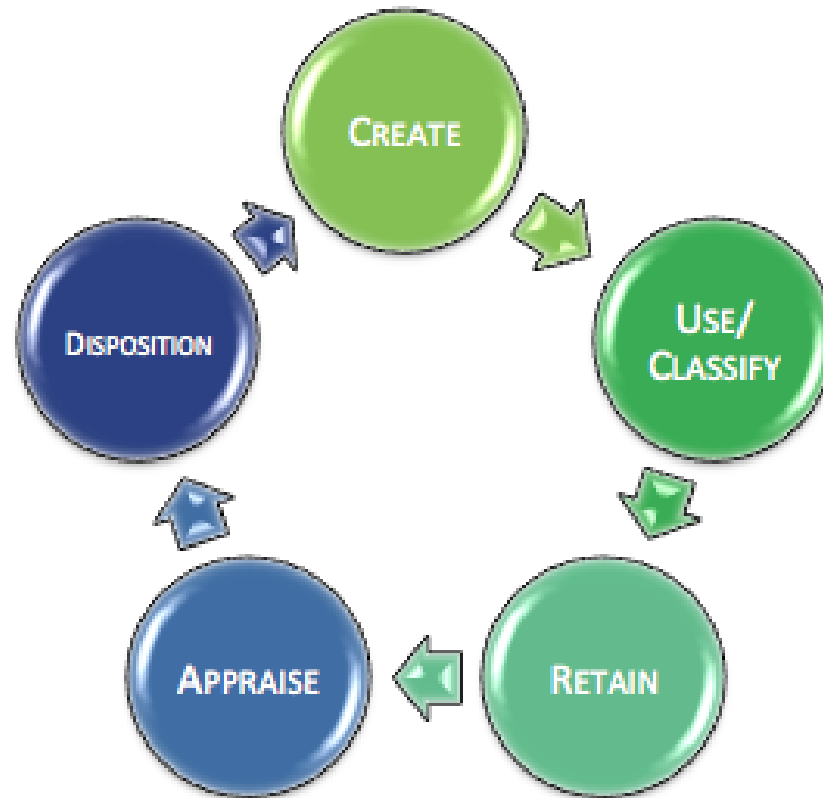 CREATE
USE/
CLASSIFY
RETAIN
APPRAISE
DISPOSITION